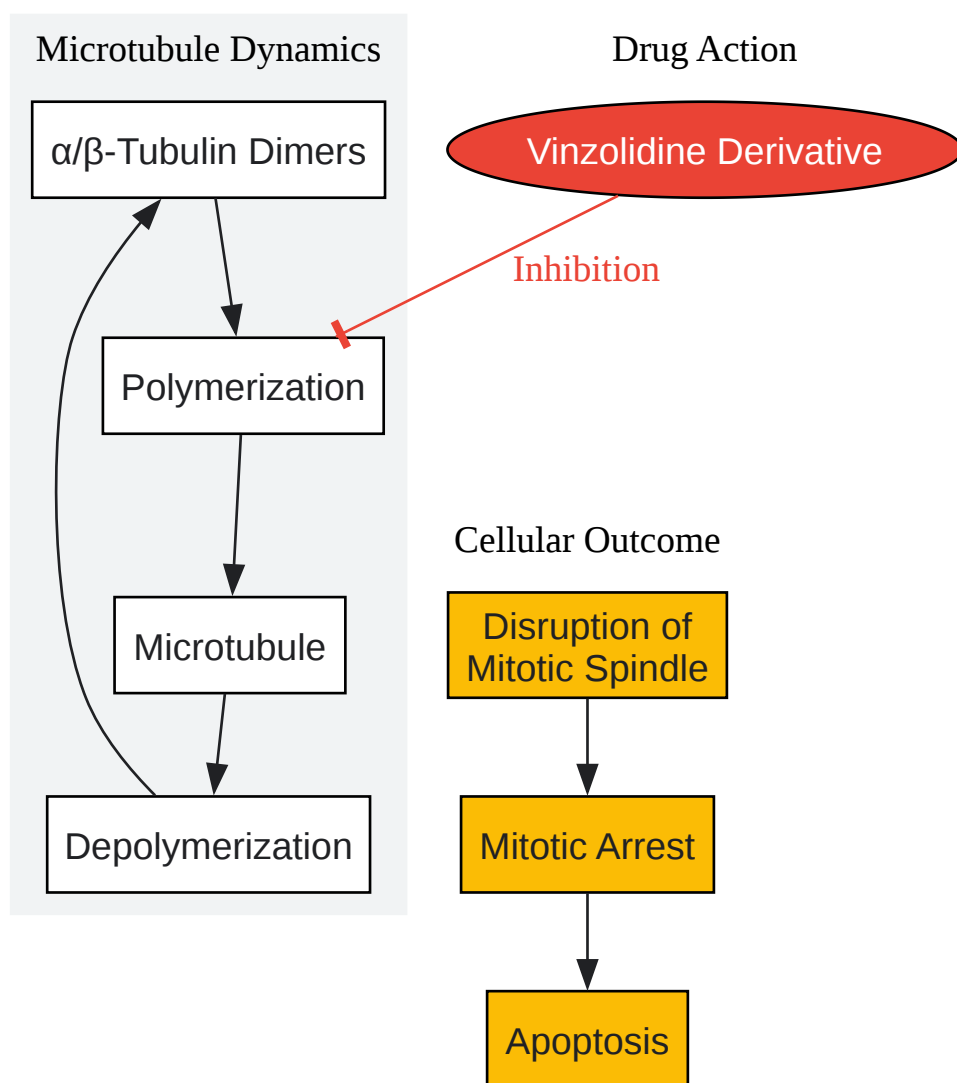 Microtubule Dynamics
α/β-Tubulin Dimers
Polymerization
Microtubule
Depolymerization
Drug Action
Vinzolidine Derivative
Inhibition
Cellular Outcome
Disruption of
Mitotic Spindle
Mitotic Arrest
Apoptosis